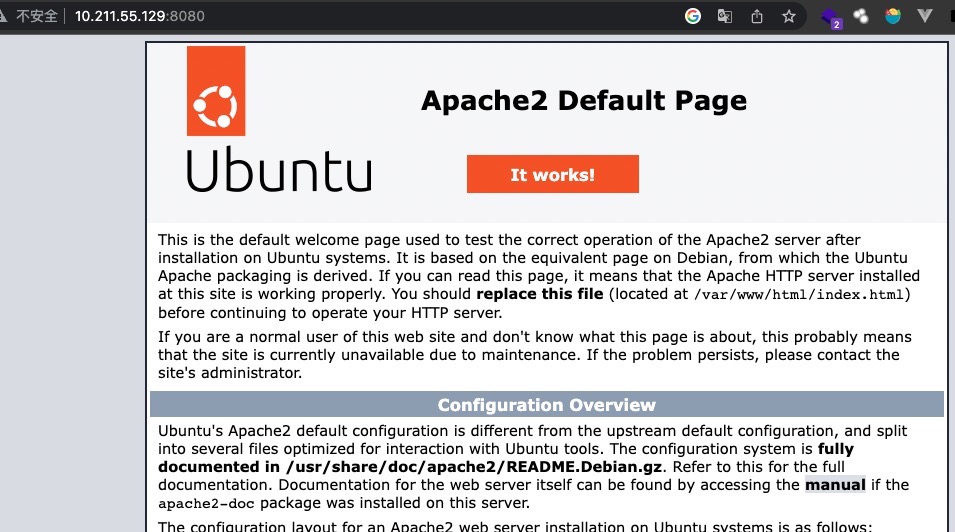 不安全 10.211.55.129:8080
2
Apache2 Default Page
Ubuntu
It works!
This is the default welcome page used to test the correct operation of the Apache2 server after
installation on Ubuntu systems. It is based on the equivalent page on Debian, from which the Ubuntu
Apache packaging is derived. If you can read this page, it means that the Apache HTTP server installed
at this site is working properly. You should replace this file (located at /var/www/html/index.html)
before continuing to operate your HTTP server.
If you are a normal user of this web site and don't know what this page is about, this probably means
that the site is currently unavailable due to maintenance. If the problem persists, please contact the
site's administrator.
Configuration Overview
Ubuntu's Apache2 default configuration is different from the upstream default configuration, and split
into several files optimized for interaction with Ubuntu tools. The configuration system is fully
documented in /usr/share/doc/apache2/README.Debian.gz. Refer to this for the full
documentation. Documentation for the web server itself can be found by accessing the manual if the
apache2-doc package was installed on this server.
The configuration layout for an Apache2 web server installation on Ubuntu systems is as follows: